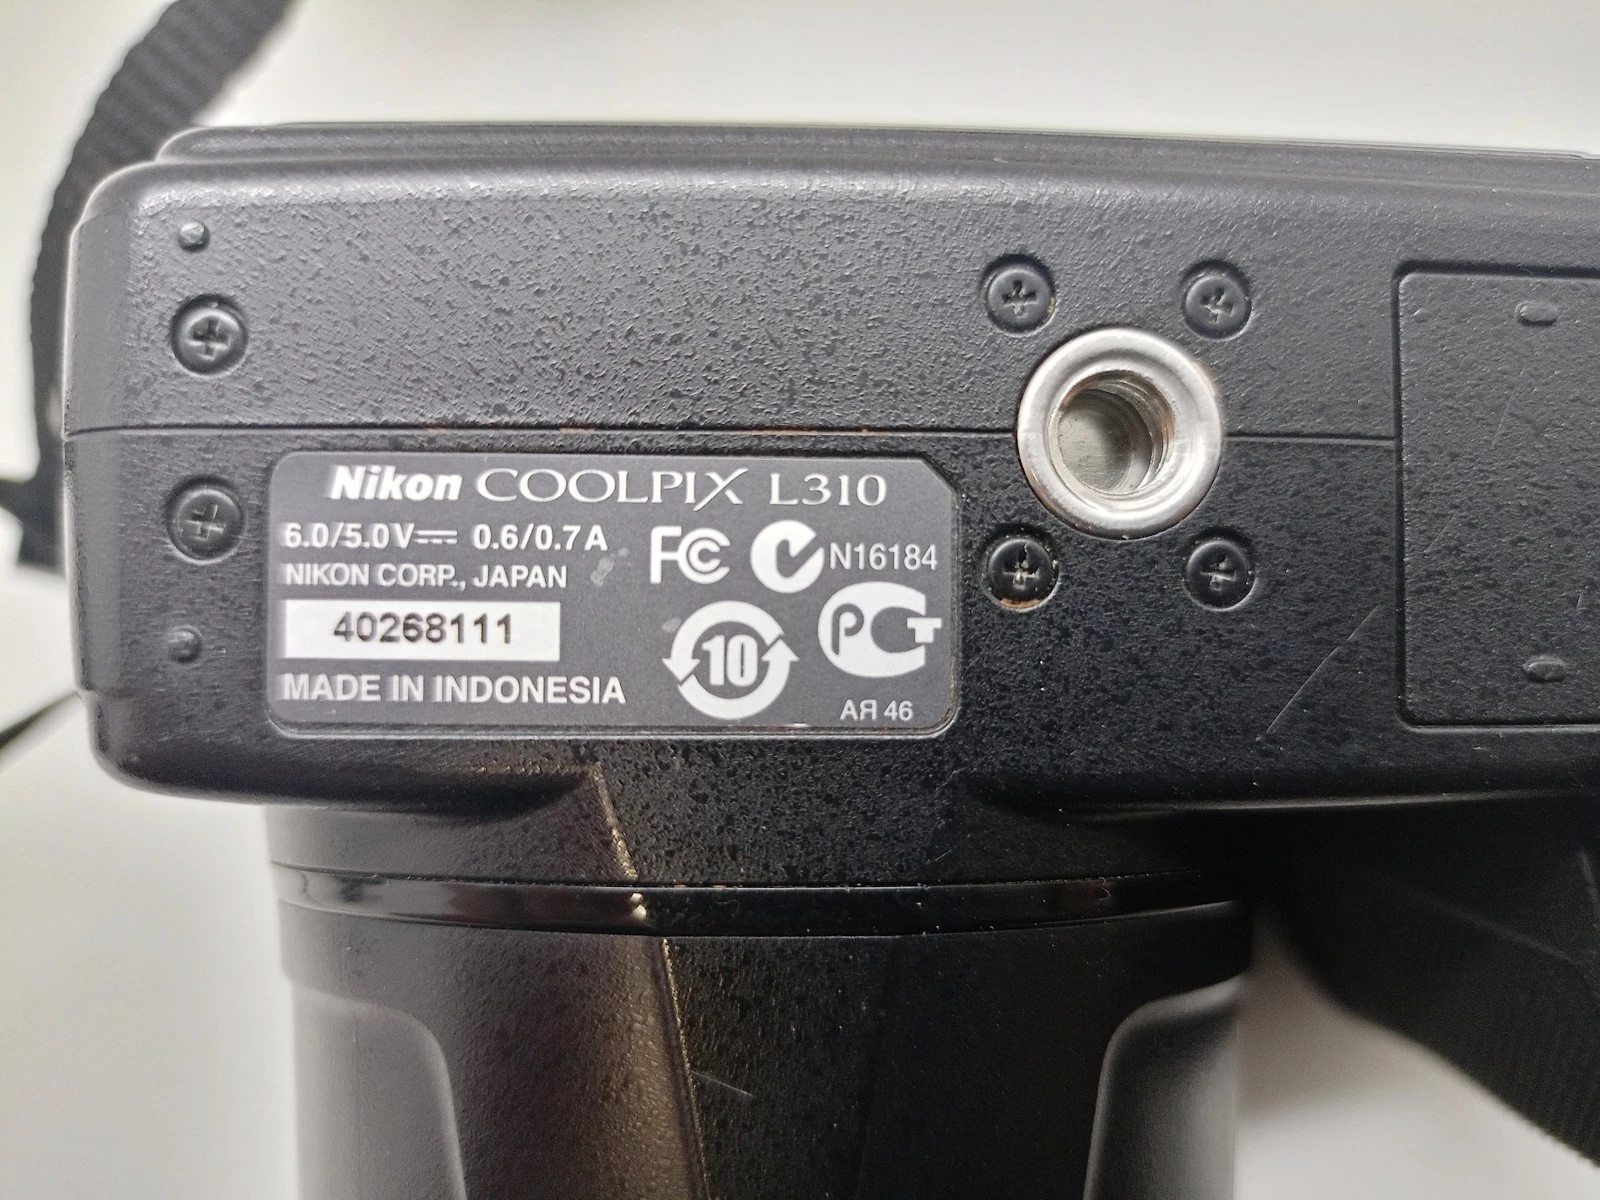 Nikon COOLPIX L310
6.0/5.0V⎓ 0.6/0.7A
FC N16184
NIKON CORP., JAPAN
40268111
10
РСТ
MADE IN INDONESIA
АЯ 46